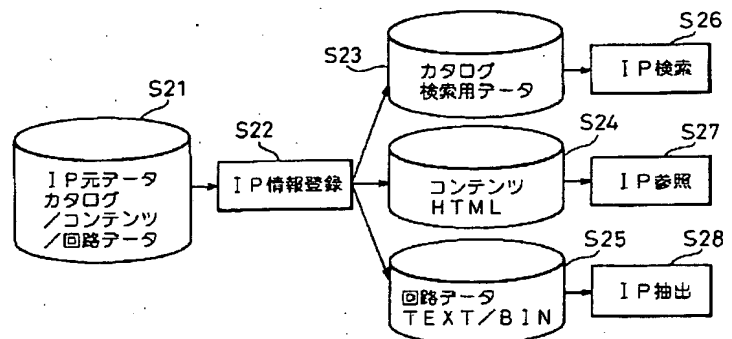 S21
ＩＰ元データ
カタログ
／コンテンツ
／回路データ
S22
ＩＰ情報登録
S23
カタログ
検索用データ
S26
ＩＰ検索
S24
コンテンツ
ＨＴＭＬ
S27
ＩＰ参照
S25
回路データ
ＴＥＸＴ／ＢＩＮ
S28
ＩＰ抽出